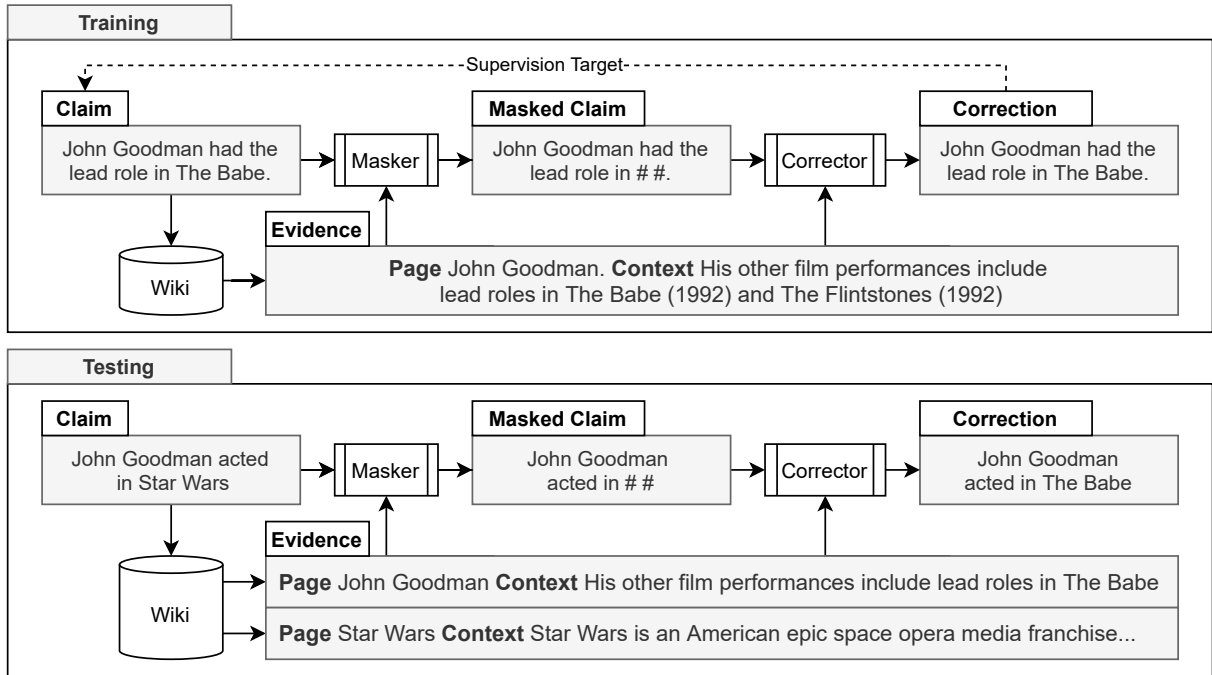 Training
Supervision Target
Claim
Masked Claim
Correction
John Goodman had the
lead role in The Babe.
Masker
John Goodman had the
lead role in # #.
Corrector
John Goodman had the
lead role in The Babe.
Evidence
Wiki
Page John Goodman. Context His other film performances include
lead roles in The Babe (1992) and The Flintstones (1992)
Testing
Claim
Masked Claim
Correction
John Goodman acted
in Star Wars
Masker
John Goodman
acted in # #
Corrector
John Goodman
acted in The Babe
Evidence
Wiki
Page John Goodman Context His other film performances include lead roles in The Babe
Page Star Wars Context Star Wars is an American epic space opera media franchise...